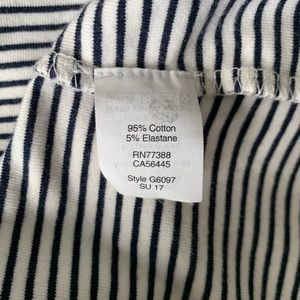 95% Cotton
5% Elastane
RN77388
CA56445
Style G6097
SU 17